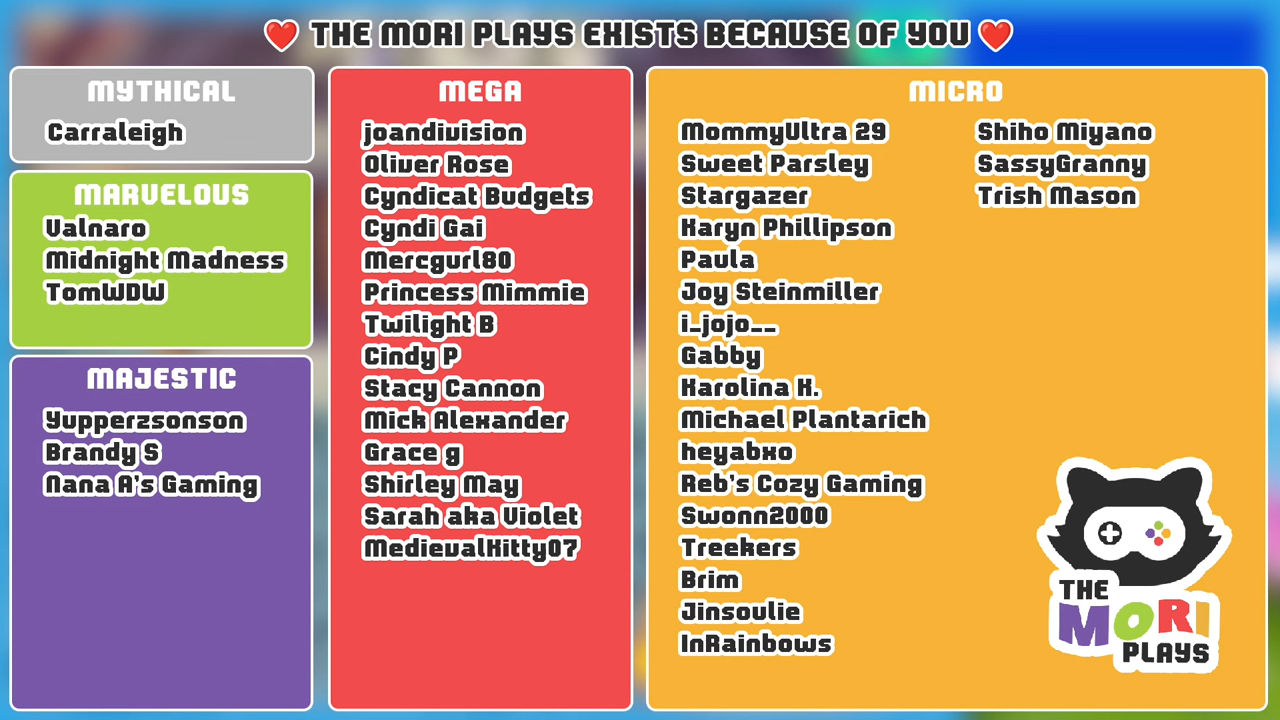 THE MORI PLAYS EXISTS BECAUSE OF YOU
MYTHICAL
Carraleigh
MARVELOUS
Valnaro
Midnight Madness
TomWDW
MAJESTIC
Yupperzsonson
Brandy S
Nana A's Gaming
MEGA
joandivision
Oliver Rose
Cyndicat Budgets
Cyndi Gai
Mercgurl80
Princess Mimmie
Twilight B
Cindy P
Stacy Cannon
Mick Alexander
Grace g
Shirley May
Sarah aka Violet
MedievalKitty07
MICRO
MommyUltra 29
Sweet Parsley
Stargazer
Karyn Phillipson
Paula
Joy Steinmiller
i_jojo__
Gabby
Karolina K.
Michael Plantarich
heyabxo
Reb's Cozy Gaming
Swonn2000
Treekers
Brim
Jinsoulie
InRainbows
Shiho Miyano
SassyGranny
Trish Mason
THE
MORI
PLAYS